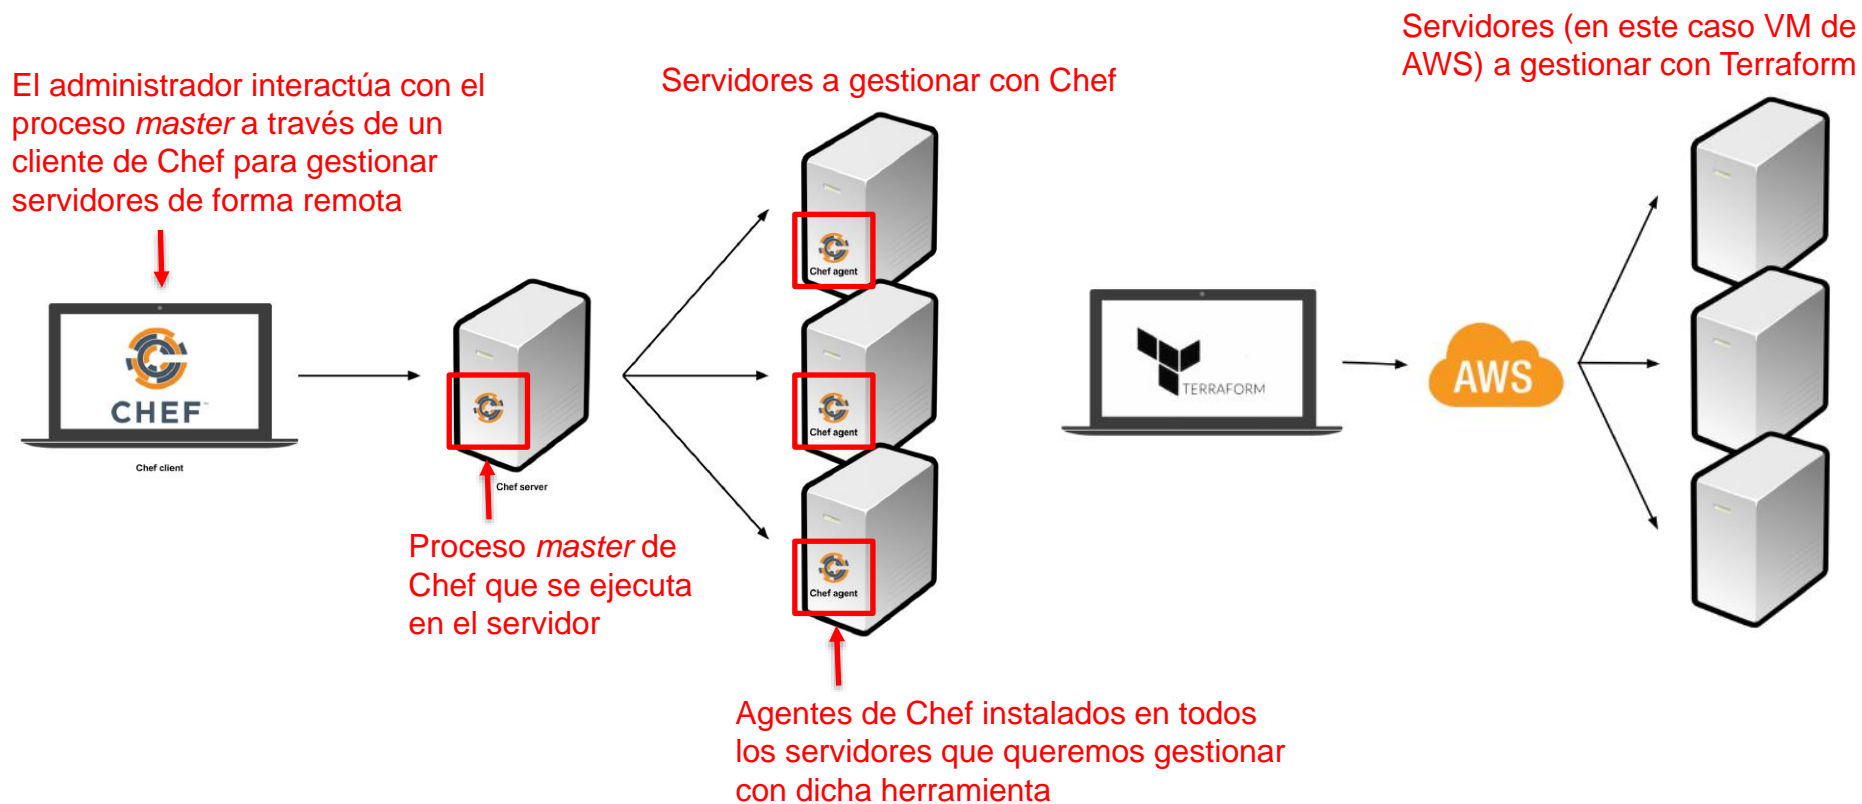 El administrador interactúa con el
proceso master a través de un
cliente de Chef para gestionar
servidores de forma remota
CHEF
Chef client
Chef server
Proceso master de
Chef que se ejecuta
en el servidor
Servidores a gestionar con Chef
Chef agent
Chef agent
Chef agent
Agentes de Chef instalados en todos
los servidores que queremos gestionar
con dicha herramienta
TERRAFORM
AWS
Servidores (en este caso VM de
AWS) a gestionar con Terraform